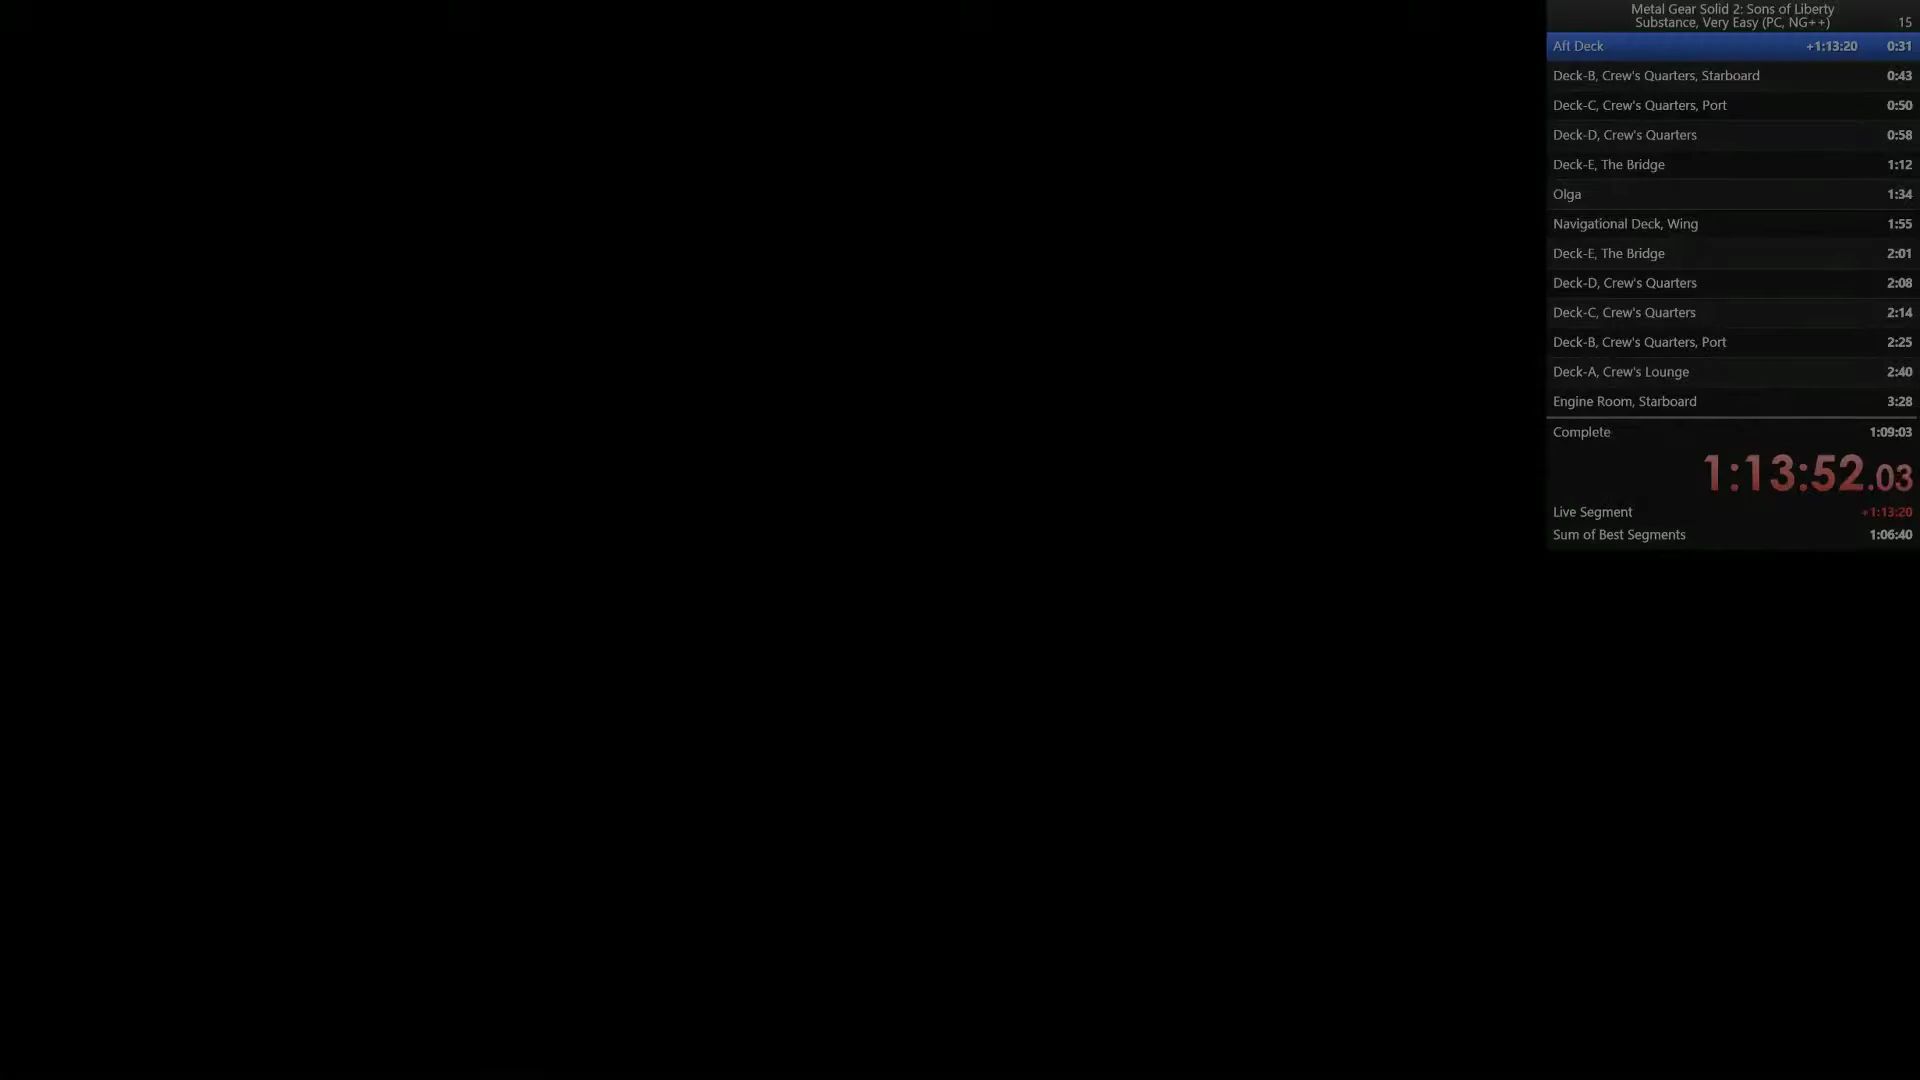 Metal Gear Solid 2: Sons of Liberty
Substance, Very Easy (PC, NG++) 15
Aft Deck +1:13:20 0:31
Deck-B, Crew's Quarters, Starboard 0:43
Deck-C, Crew's Quarters, Port 0:50
Deck-D, Crew's Quarters 0:58
Deck-E, The Bridge 1:12
Olga 1:34
Navigational Deck, Wing 1:55
Deck-E, The Bridge 2:01
Deck-D, Crew's Quarters 2:08
Deck-C, Crew's Quarters 2:14
Deck-B, Crew's Quarters, Port 2:25
Deck-A, Crew's Lounge 2:40
Engine Room, Starboard 3:28
Complete 1:09:03
1:13:52.03
Live Segment +1:13:20
Sum of Best Segments 1:06:40